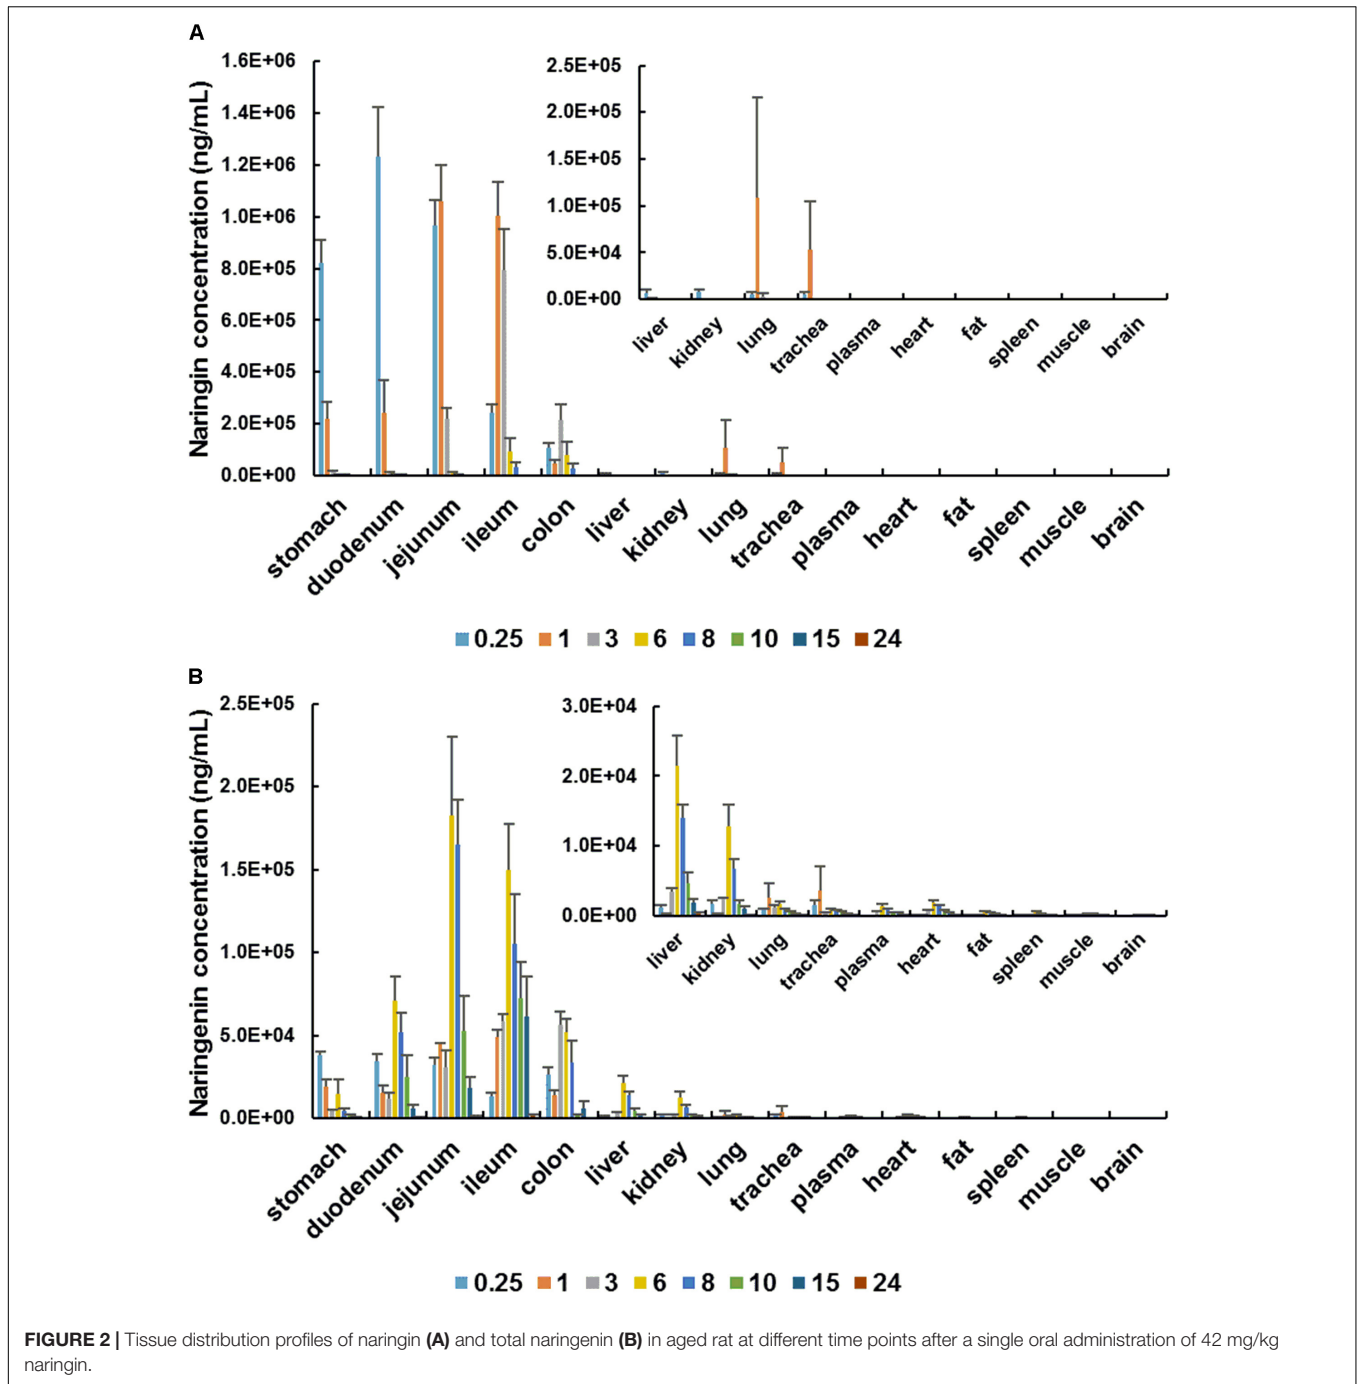 A
Naringin concentration (ng/mL)
1.6E+06
1.4E+06
1.2E+06
1.0E+06
8.0E+05
6.0E+05
4.0E+05
2.0E+05
0.0E+00
2.5E+05
2.0E+05
1.5E+05
1.0E+05
5.0E+04
0.0E+00
liver
kidney
lung
trachea
plasma
heart
fat
spleen
muscle
brain
stomach
duodenum
jejunum
ileum
colon
liver
kidney
lung
trachea
plasma
heart
fat
spleen
muscle
brain
0.25 1 3 6 8 10 15 24
B
Naringenin concentration (ng/mL)
2.5E+05
2.0E+05
1.5E+05
1.0E+05
5.0E+04
0.0E+00
3.0E+04
2.0E+04
1.0E+04
0.0E+00
liver
kidney
lung
trachea
plasma
heart
fat
spleen
muscle
brain
stomach
duodenum
jejunum
ileum
colon
liver
kidney
lung
trachea
plasma
heart
fat
spleen
muscle
brain
0.25 1 3 6 8 10 15 24
FIGURE 2 | Tissue distribution profiles of naringin (A) and total naringenin (B) in aged rat at different time points after a single oral administration of 42 mg/kg
naringin.